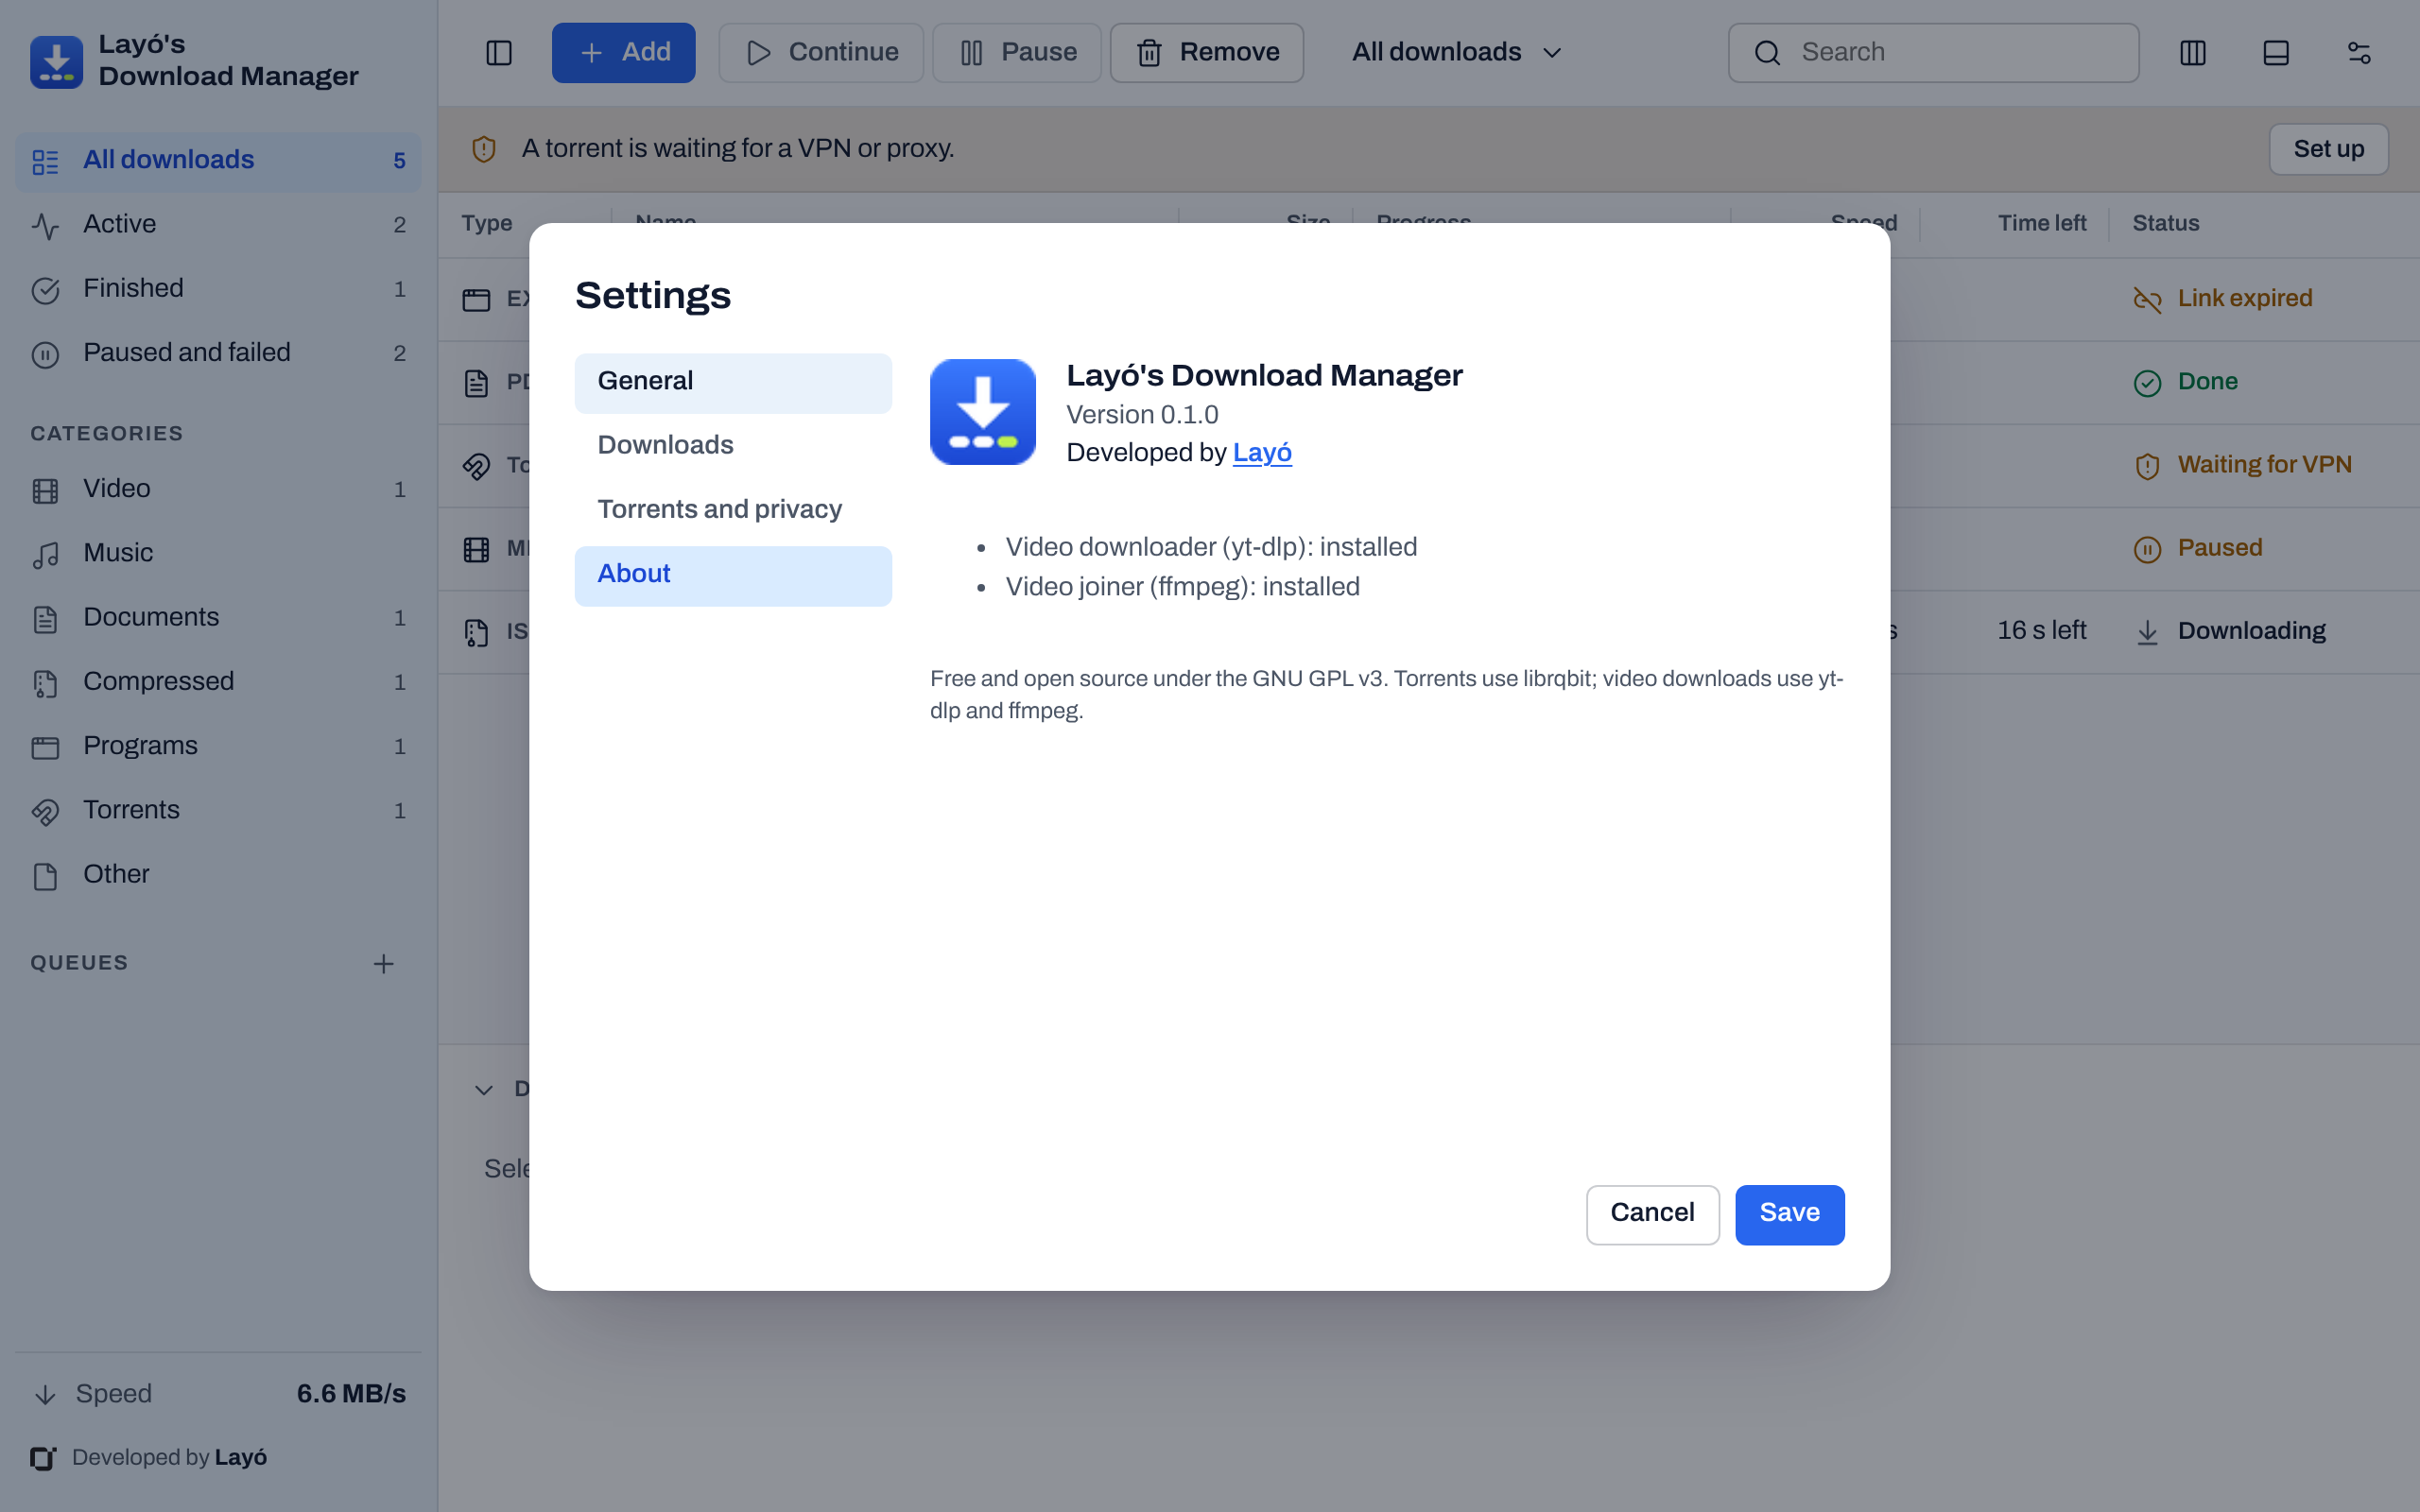 Layó's
Download Manager
All downloads 5
Active 2
Finished 1
Paused and failed 2
CATEGORIES
Video 1
Music
Documents 1
Compressed 1
Programs 1
Torrents 1
Other
QUEUES
Speed 6.6 MB/s
Developed by Layó
Add Continue Pause Remove All downloads Search
A torrent is waiting for a VPN or proxy. Set up
Type Name Size Progress Speed Time left Status
Link expired
Done
Waiting for VPN
Paused
16 s left Downloading
Settings
General
Downloads
Torrents and privacy
About
Layó's Download Manager
Version 0.1.0
Developed by Layó
Video downloader (yt-dlp): installed
Video joiner (ffmpeg): installed
Free and open source under the GNU GPL v3. Torrents use librqbit; video downloads use yt-
dlp and ffmpeg.
Cancel Save